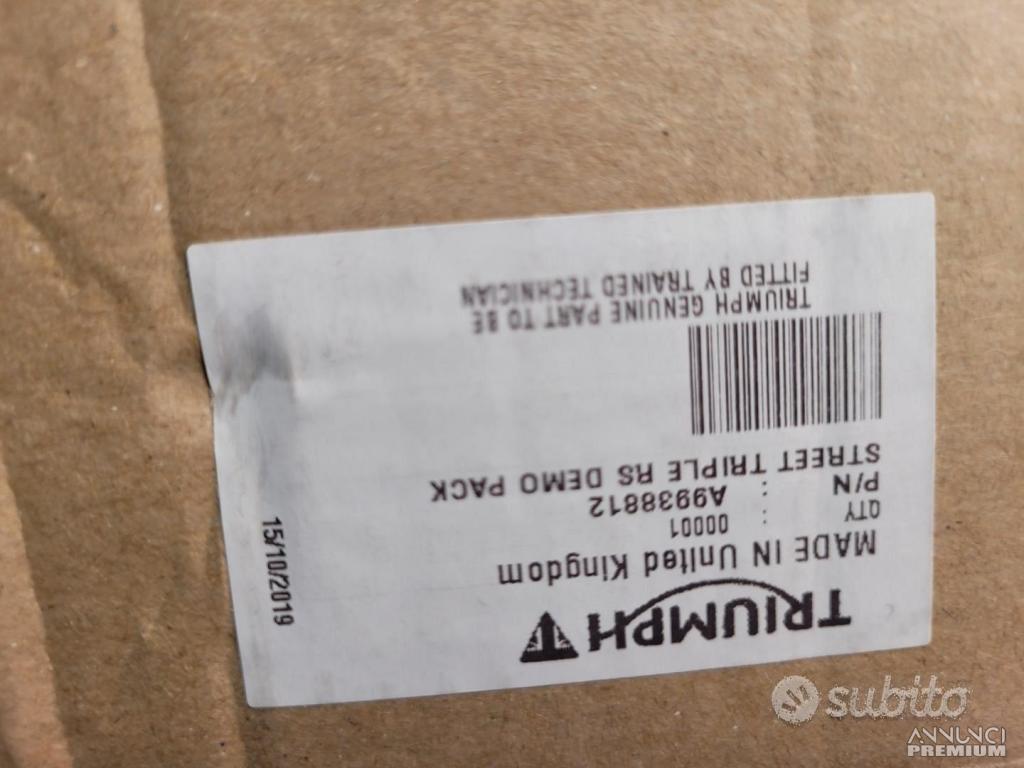 TRIUMPH
MADE IN United Kingdom
QTY : 00001
P/N : A9938812
STREET TRIPLE RS DEMO PACK
TRIUMPH GENUINE PART TO BE
FITTED BY TRAINED TECHNICIAN
15/10/2019
subito
ANNUNCI
PREMIUM